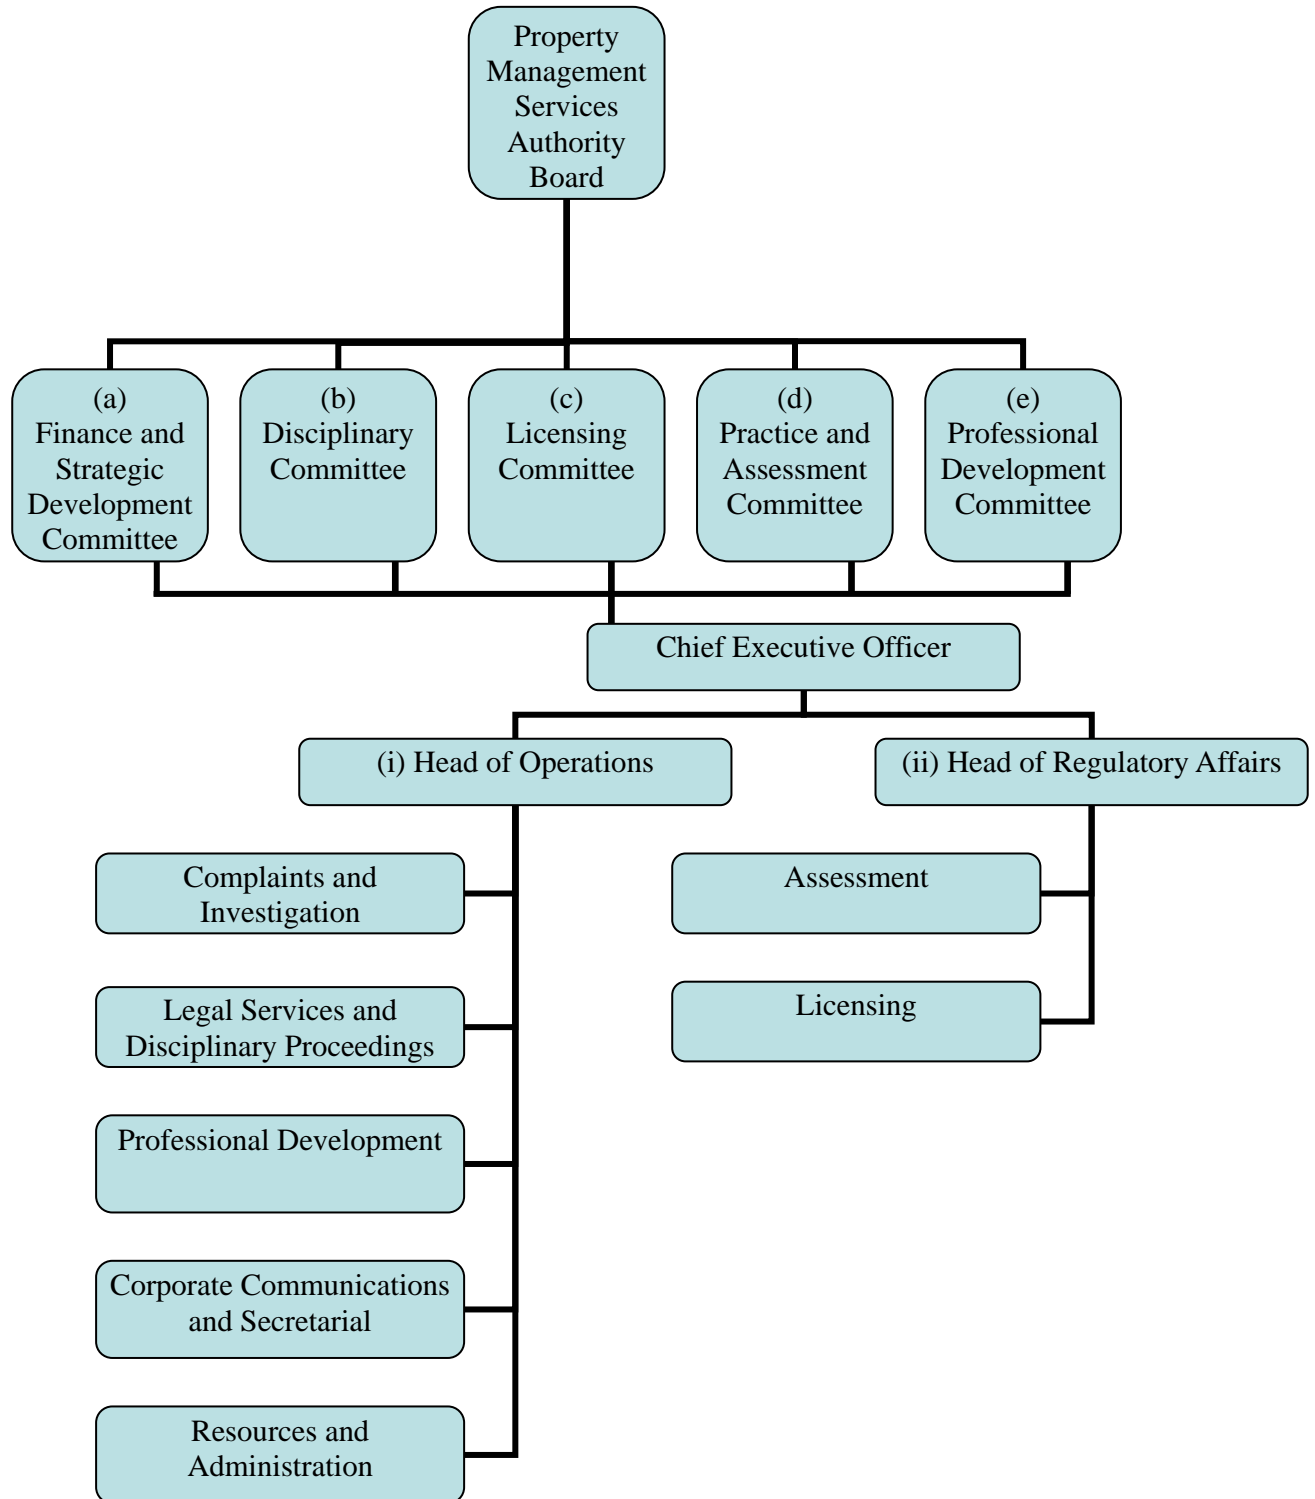 Property
Management
Services
Authority
Board
(a)
Finance and
Strategic
Development
Committee
(b)
Disciplinary
Committee
(c)
Licensing
Committee
(d)
Practice and
Assessment
Committee
(e)
Professional
Development
Committee
Chief Executive Officer
(i) Head of Operations
(ii) Head of Regulatory Affairs
Complaints and
Investigation
Legal Services and
Disciplinary Proceedings
Professional Development
Corporate Communications
and Secretarial
Resources and
Administration
Assessment
Licensing